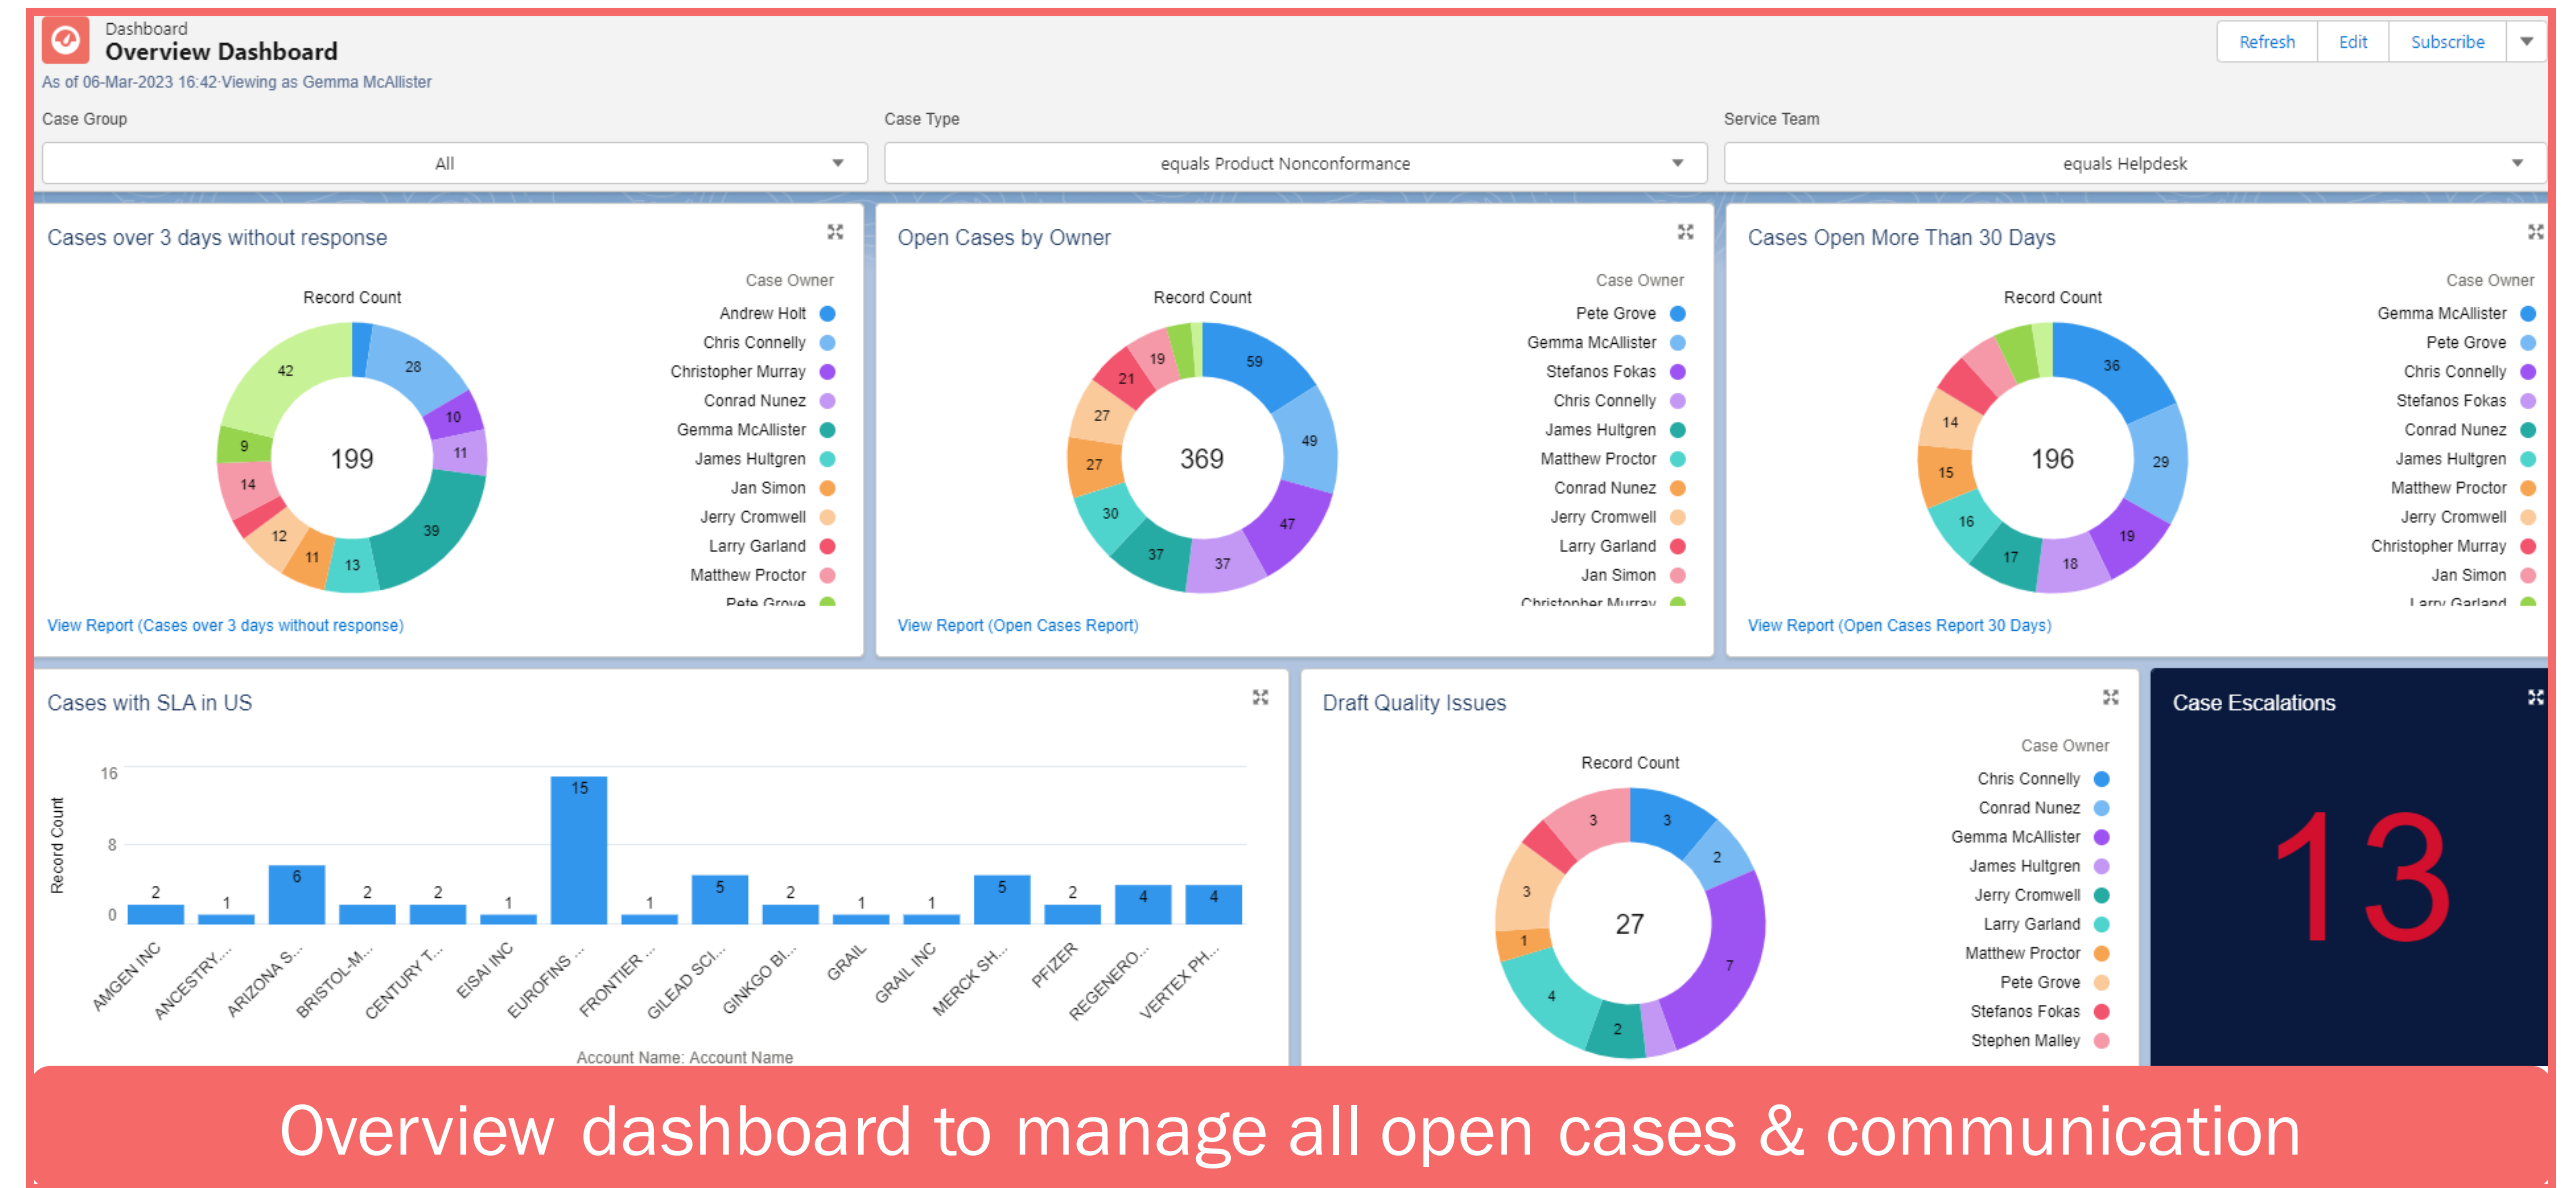 Dashboard
Overview Dashboard
As of 06-Mar-2023 16:42·Viewing as Gemma McAllister
Refresh
Edit
Subscribe
Case Group
All
Case Type
equals Product Nonconformance
Service Team
equals Helpdesk
Cases over 3 days without response
Record Count
42
28
10
11
39
13
11
12
14
9
199
Case Owner
Andrew Holt
Chris Connelly
Christopher Murray
Conrad Nunez
Gemma McAllister
James Hultgren
Jan Simon
Jerry Cromwell
Larry Garland
Matthew Proctor
Pete Grove
View Report (Cases over 3 days without response)
Open Cases by Owner
Record Count
59
49
47
37
37
30
27
27
21
19
369
Case Owner
Pete Grove
Gemma McAllister
Stefanos Fokas
Chris Connelly
James Hultgren
Matthew Proctor
Conrad Nunez
Jerry Cromwell
Larry Garland
Jan Simon
Christopher Murray
View Report (Open Cases Report)
Cases Open More Than 30 Days
Record Count
36
29
19
18
17
16
15
14
196
Case Owner
Gemma McAllister
Pete Grove
Chris Connelly
Stefanos Fokas
Conrad Nunez
James Hultgren
Matthew Proctor
Jerry Cromwell
Christopher Murray
Jan Simon
Larry Garland
View Report (Open Cases Report 30 Days)
Cases with SLA in US
Record Count
16
8
0
2
1
6
2
2
1
15
1
5
2
1
1
5
2
4
4
AMGEN INC
ANCESTRY...
ARIZONA S...
BRISTOL-M...
CENTURY T...
EISAI INC
EUROFINS ...
FRONTIER ...
GILEAD SCI...
GINKGO BI...
GRAIL
GRAIL INC
MERCK SH...
PFIZER
REGENERO...
VERTEX PH...
Account Name: Account Name
Draft Quality Issues
Record Count
3
2
7
2
4
1
3
3
27
Case Owner
Chris Connelly
Conrad Nunez
Gemma McAllister
James Hultgren
Jerry Cromwell
Larry Garland
Matthew Proctor
Pete Grove
Stefanos Fokas
Stephen Malley
Case Escalations
13
Overview dashboard to manage all open cases & communication